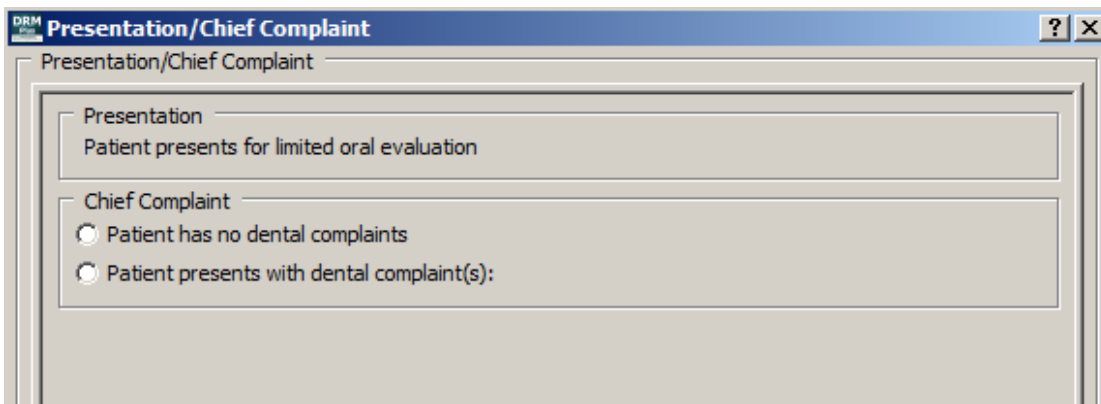 DRM
Plus
Presentation/Chief Complaint
? X
Presentation/Chief Complaint
Presentation
Patient presents for limited oral evaluation
Chief Complaint
Patient has no dental complaints
Patient presents with dental complaint(s):